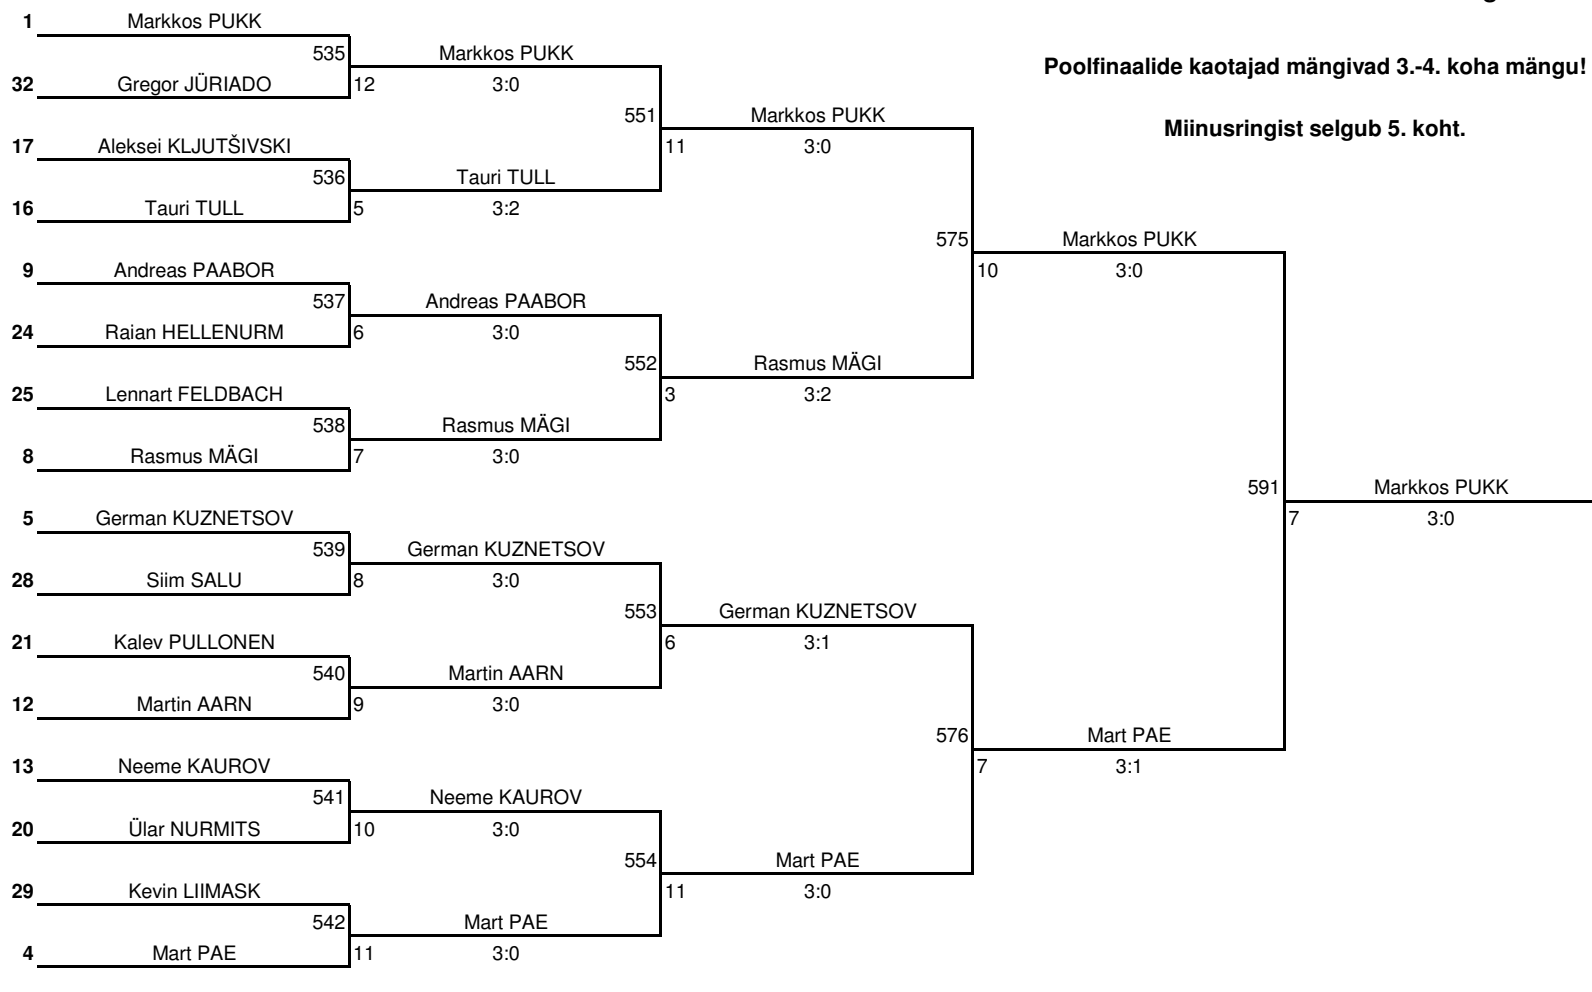 1 Markkos PUKK
535 Markkos PUKK
Poolfinaalide kaotajad mängivad 3.-4. koha mängu!
32 Gregor JÜRIADO 12 3:0
551 Markkos PUKK
Miinusringist selgub 5. koht.
17 Aleksei KLJUTŠIVSKI 11 3:0
536 Tauri TULL
16 Tauri TULL 5 3:2
575 Markkos PUKK
9 Andreas PAABOR 10 3:0
537 Andreas PAABOR
24 Raian HELLENURM 6 3:0
552 Rasmus MÄGI
25 Lennart FELDBACH 3 3:2
538 Rasmus MÄGI
8 Rasmus MÄGI 7 3:0
591 Markkos PUKK
5 German KUZNETSOV 7 3:0
539 German KUZNETSOV
28 Siim SALU 8 3:0
553 German KUZNETSOV
21 Kalev PULLONEN 6 3:1
540 Martin AARN
12 Martin AARN 9 3:0
576 Mart PAE
13 Neeme KAUROV 7 3:1
541 Neeme KAUROV
20 Ülar NURMITS 10 3:0
554 Mart PAE
29 Kevin LIIMASK 11 3:0
542 Mart PAE
4 Mart PAE 11 3:0